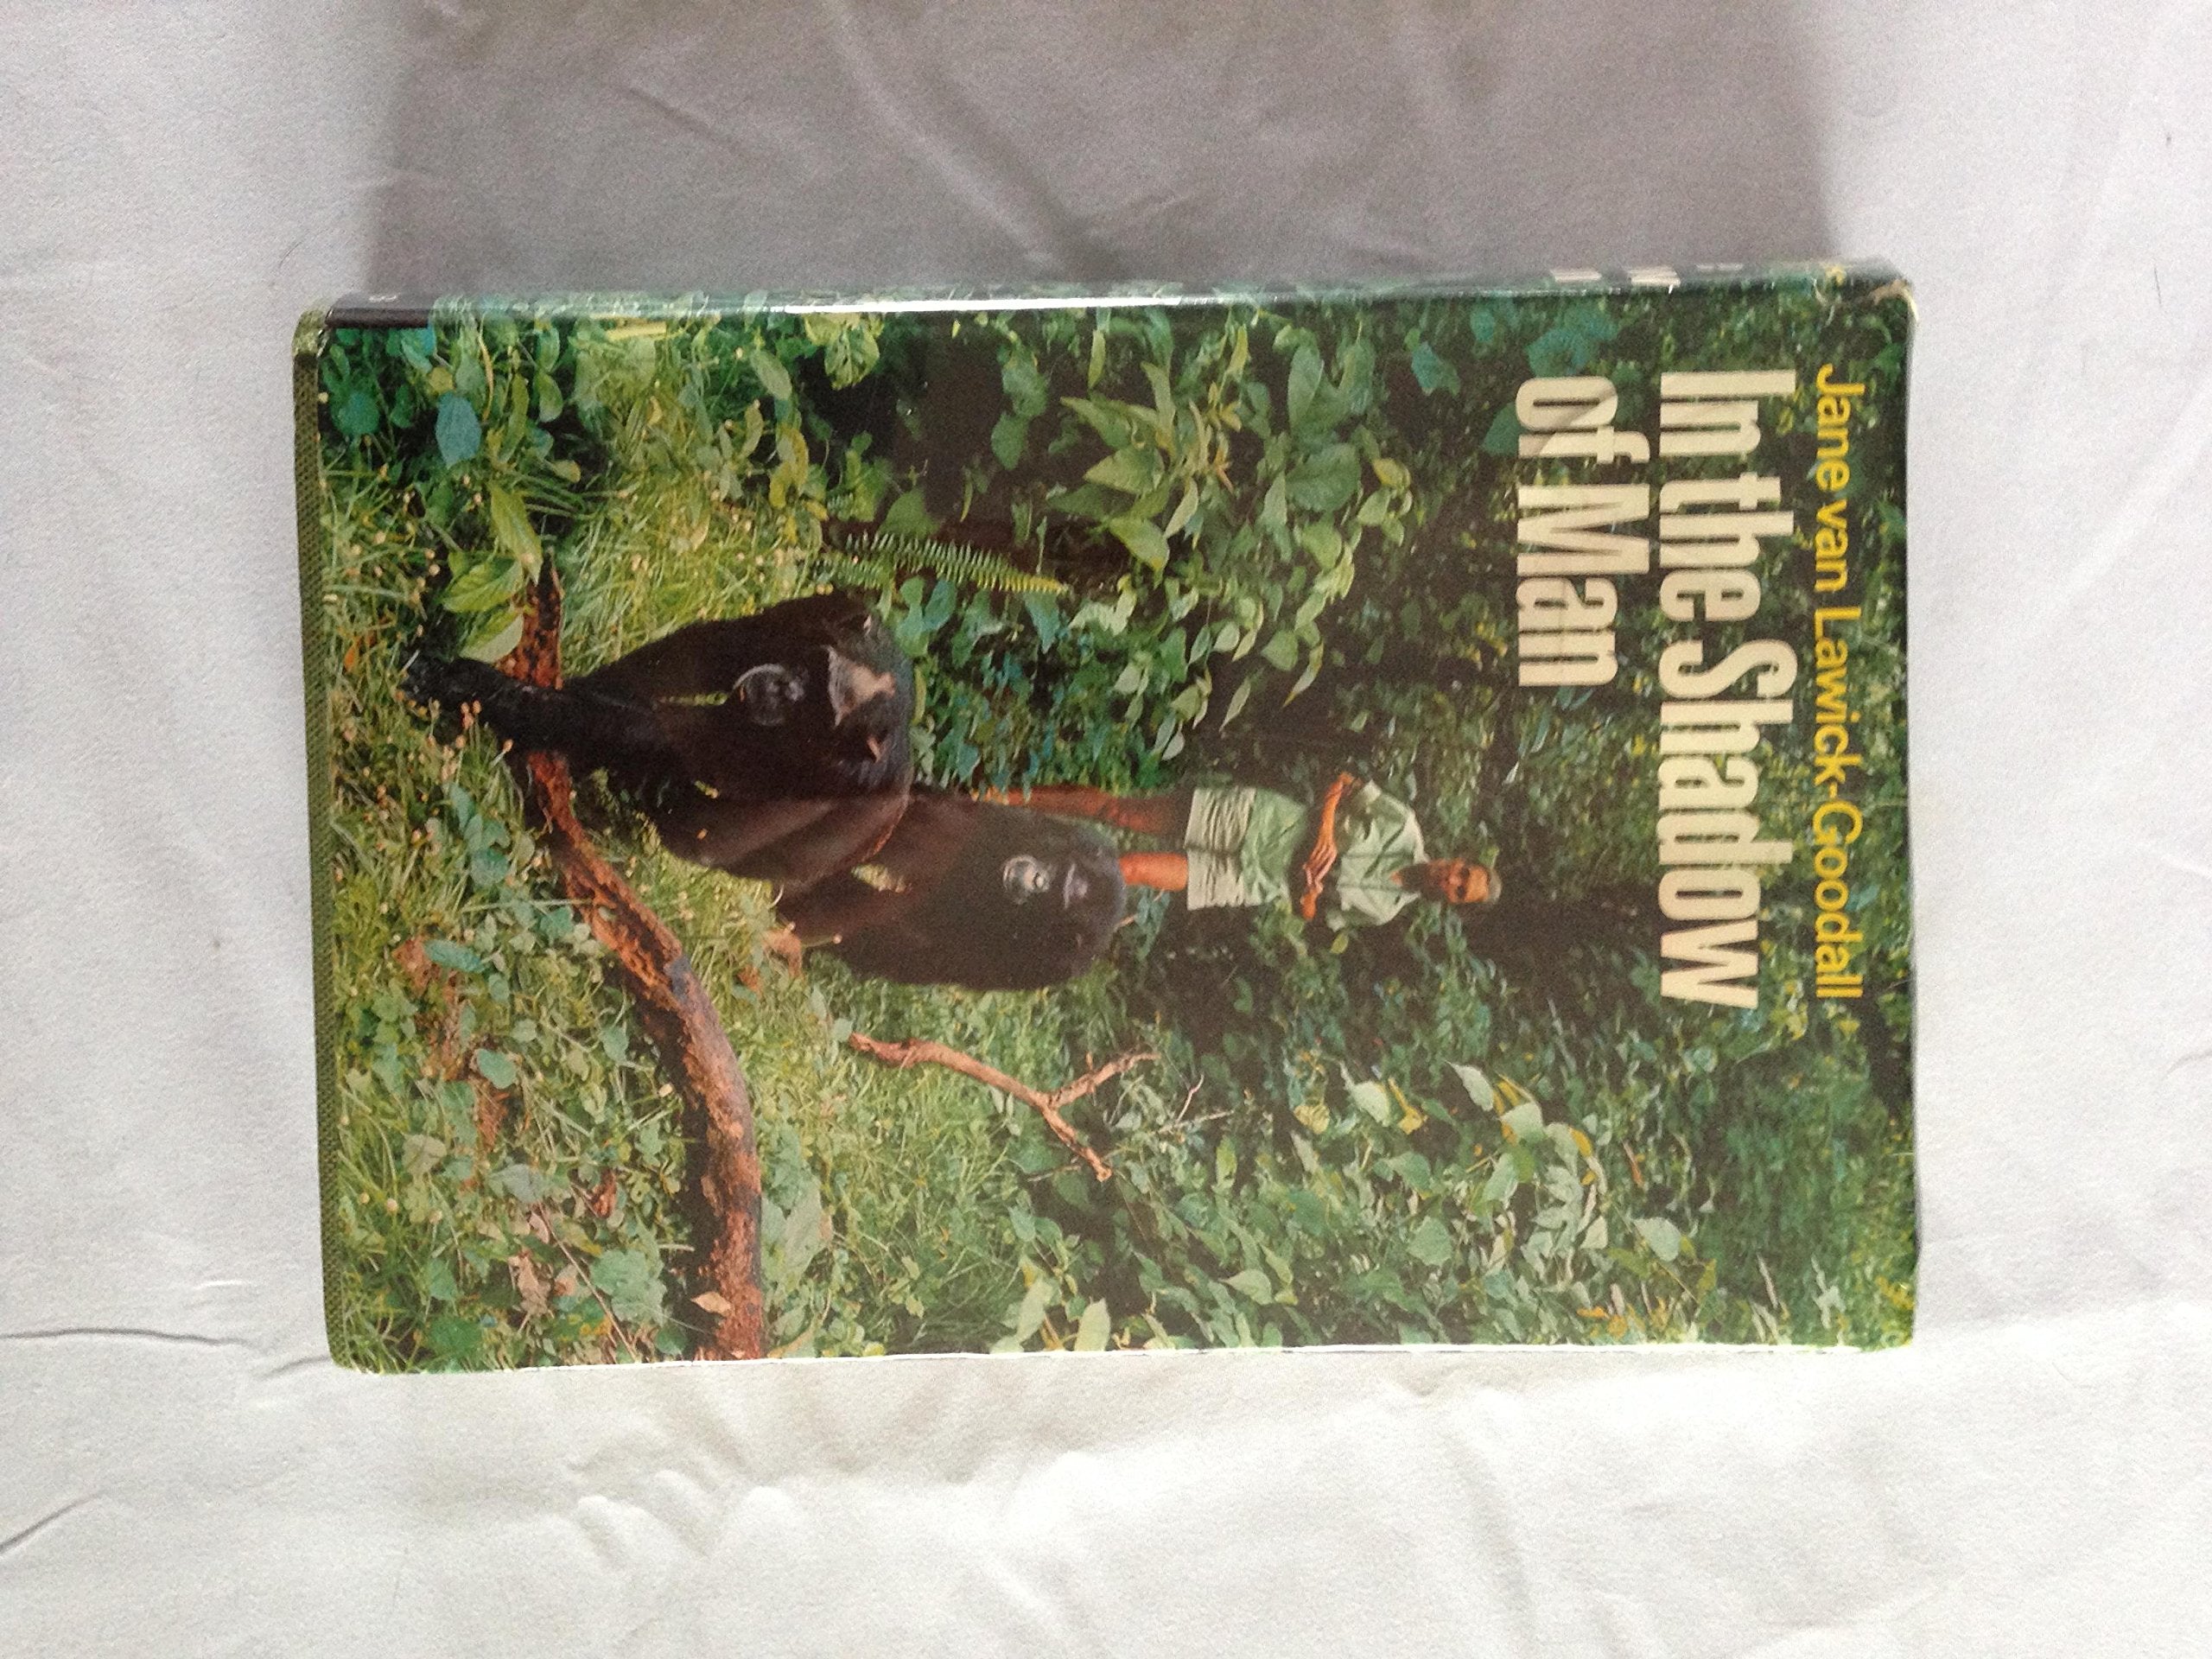 Jane van Lawick-Goodall
In the Shadow
of Man